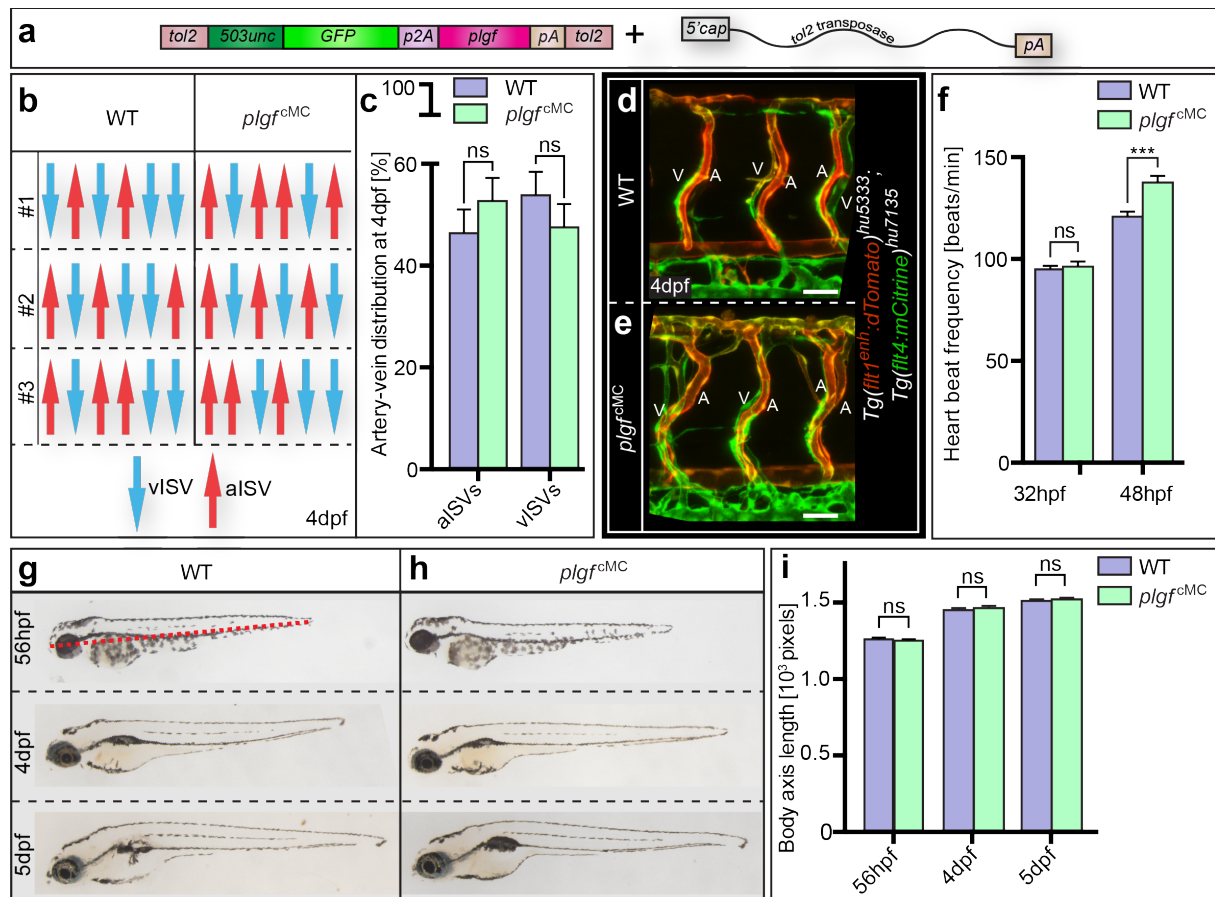 a
tol2 503unc GFP p2A plgf pA tol2 + 5'cap tol2 transposase pA
b
WT plgf cMC
#1
#2
#3
vISV aISV
4dpf
c
WT
plgf cMC
Artery-vein distribution at 4dpf [%]
100
60
40
20
0
ns ns
aISVs vISVs
d
WT
V A V A A V
4dpf
e
plgf cMC
V A V A A A
Tg(flt1enh:dTomato)hu5333;
Tg(flt4:mCitrine)hu7135
f
WT
plgf cMC
Heart beat frequency [beats/min]
150
100
50
0
ns ***
32hpf 48hpf
g
WT
h
plgf cMC
56hpf
4dpf
5dpf
i
WT
plgf cMC
Body axis length [10³ pixels]
1.5
1.0
0.5
0
ns ns ns
56hpf 4dpf 5dpf